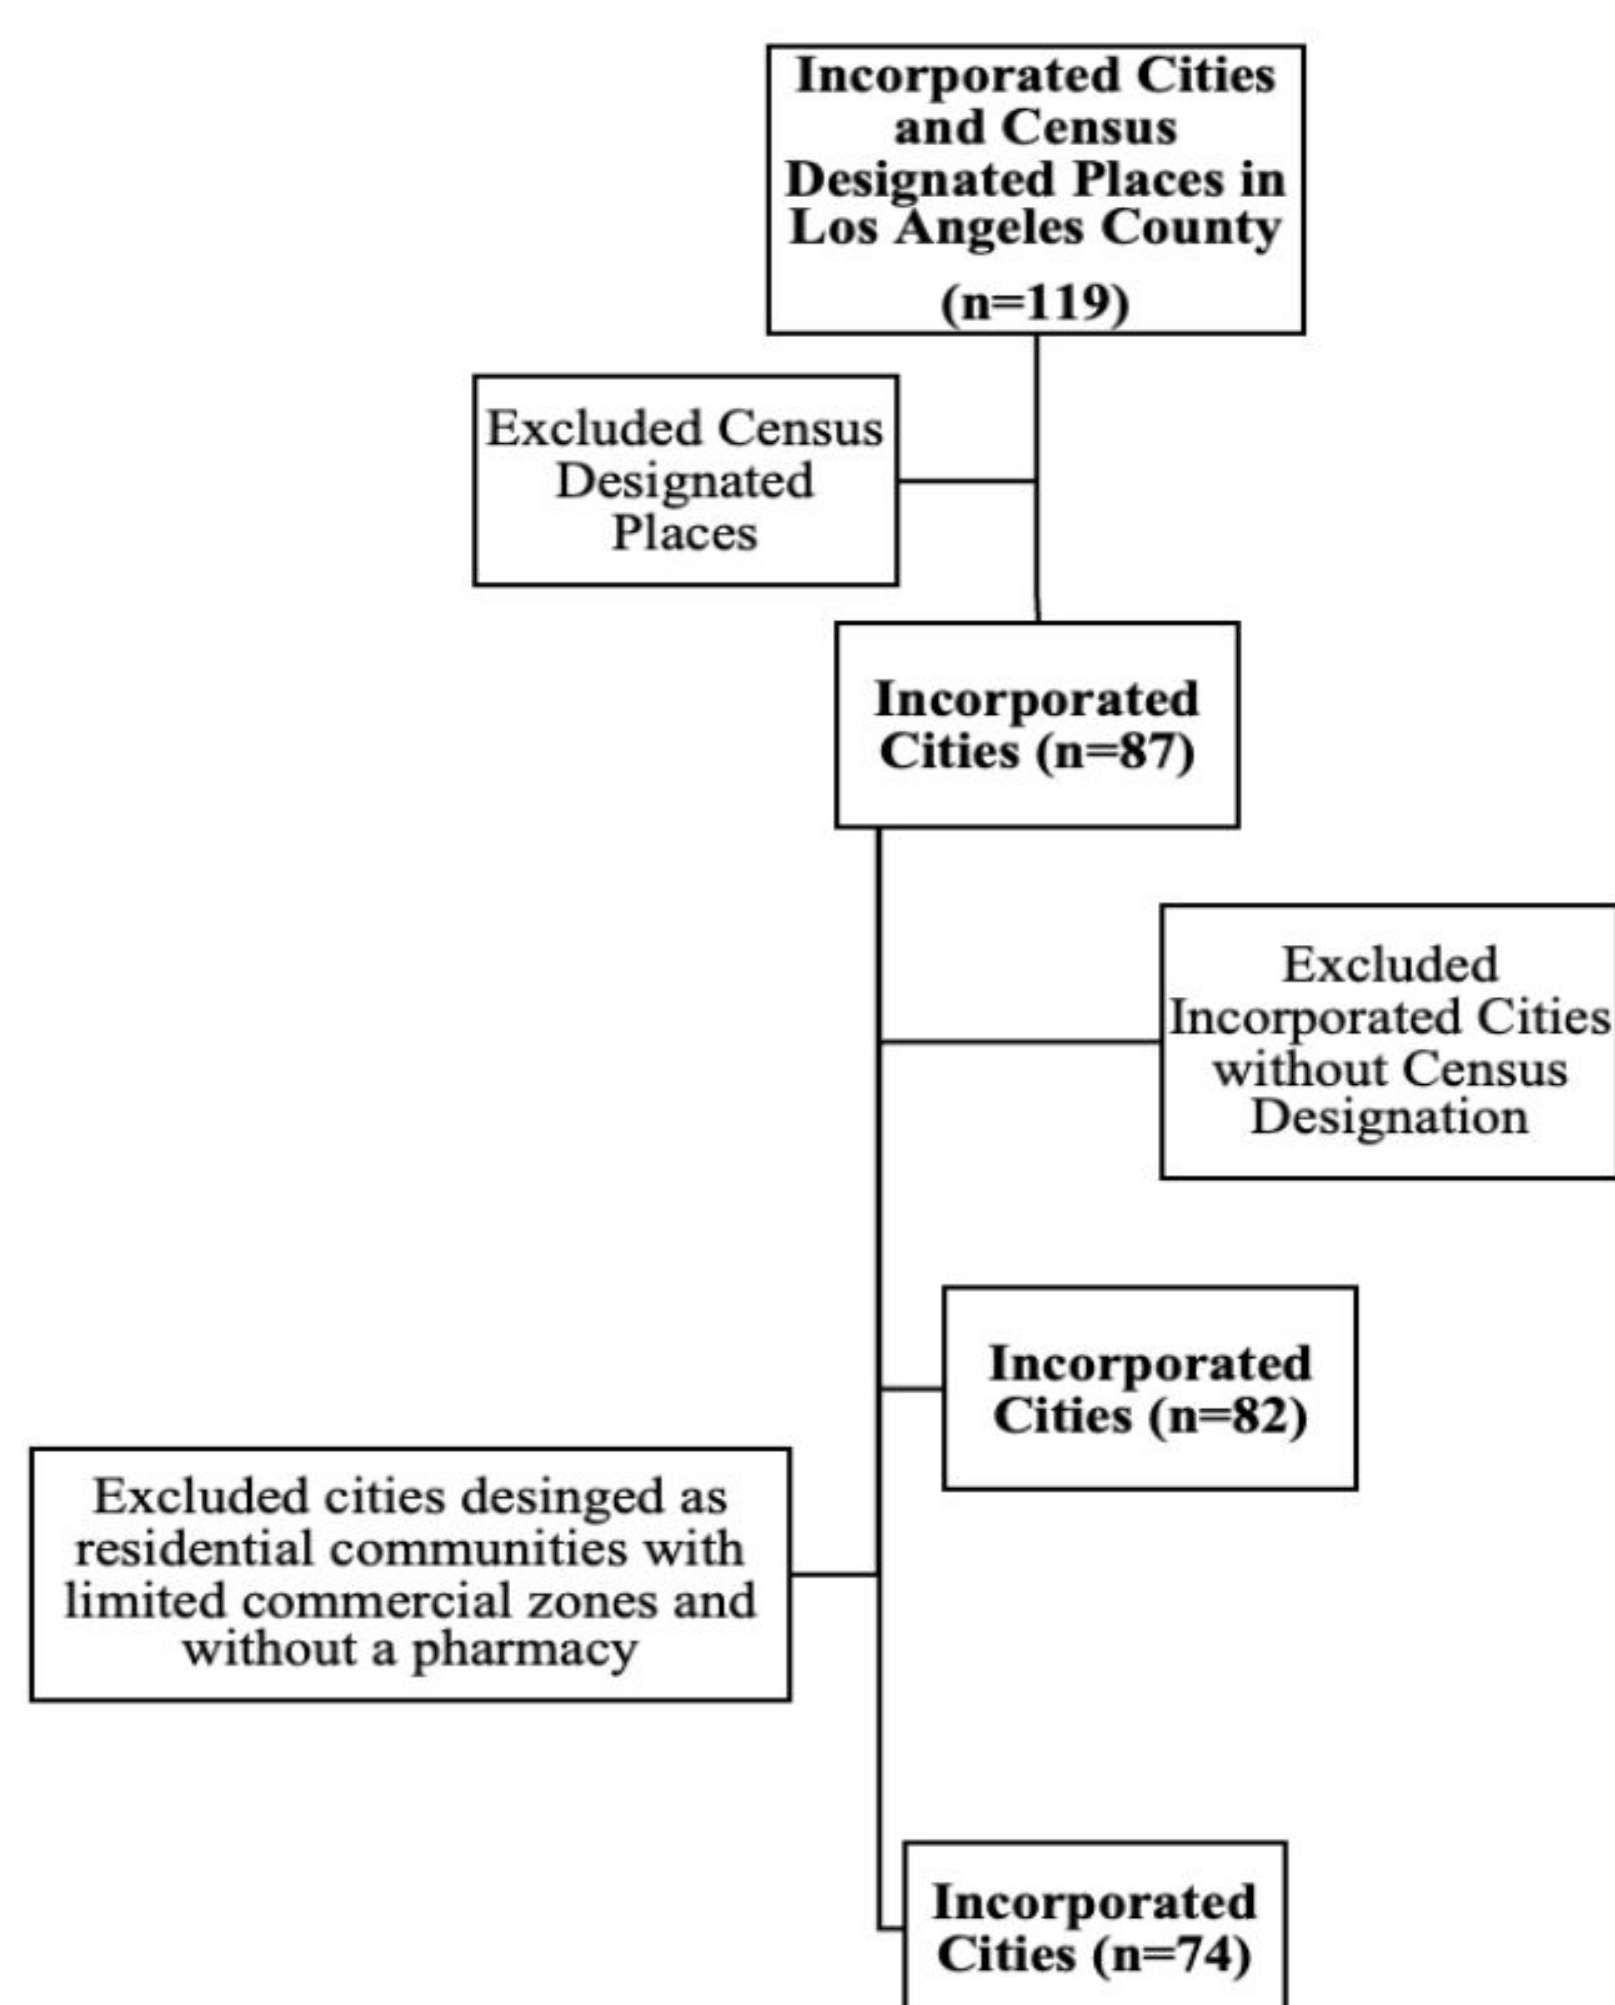 Incorporated Cities
and Census
Designated Places in
Los Angeles County
(n=119)
Excluded Census
Designated
Places
Incorporated
Cities (n=87)
Excluded
Incorporated Cities
without Census
Designation
Incorporated
Cities (n=82)
Excluded cities desinged as
residential communities with
limited commercial zones and
without a pharmacy
Incorporated
Cities (n=74)